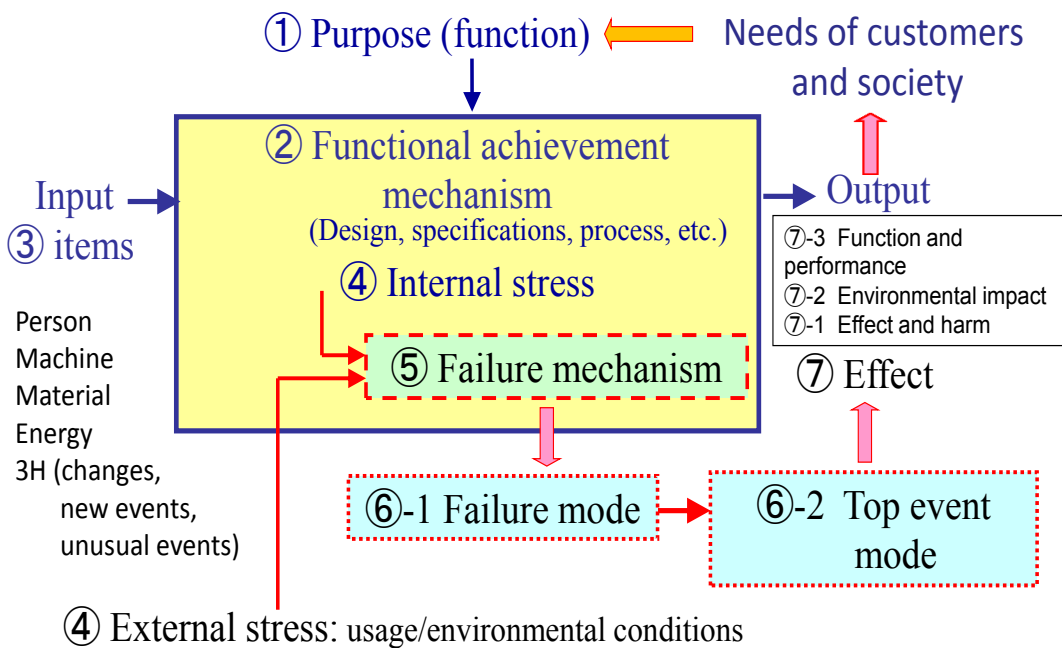 ① Purpose (function)
Needs of customers
and society
② Functional achievement
mechanism
(Design, specifications, process, etc.)
Input
③ items
Output
⑦-3 Function and
performance
⑦-2 Environmental impact
⑦-1 Effect and harm
④ Internal stress
Person
Machine
Material
Energy
3H (changes,
new events,
unusual events)
⑤ Failure mechanism
⑦ Effect
⑥-1 Failure mode
⑥-2 Top event
mode
④ External stress: usage/environmental conditions